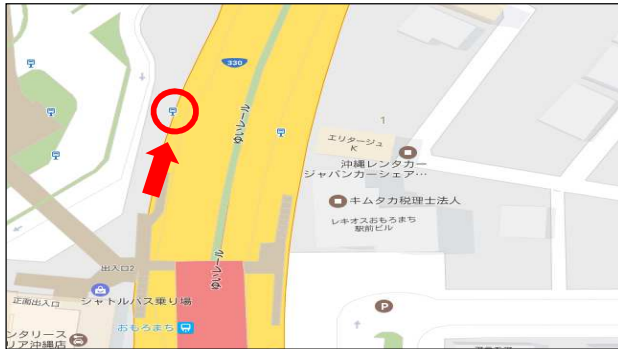 330
ゆいレール
1
エリタージュ
K
沖縄レンタカー
ジャパンカーシェア…
キムタカ税理士法人
レキオスおもろまち
駅前ビル
ゆいレール
出入口2
正面出入口
シャトルバス乗り場
P
おもろまち
ンタリース
リア沖縄店